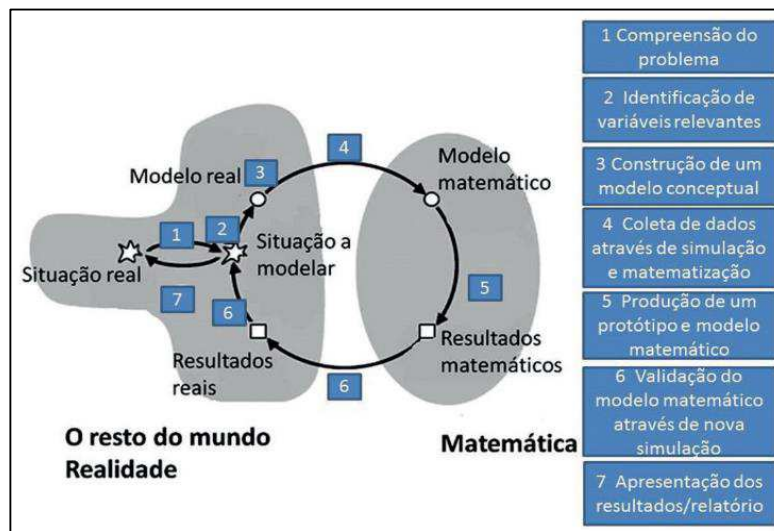 1 Compreensão do
problema
2 Identificação de
variáveis relevantes
3 Construção de um
modelo conceptual
4 Coleta de dados
através de simulação
e matematização
5 Produção de um
protótipo e modelo
matemático
6 Validação do
modelo matemático
através de nova
simulação
7 Apresentação dos
resultados/relatório
4
Modelo real
3
Modelo
matemático
1
2
Situação real
Situação a
modelar
7
6
5
Resultados
reais
Resultados
matemáticos
6
O resto do mundo
Realidade
Matemática